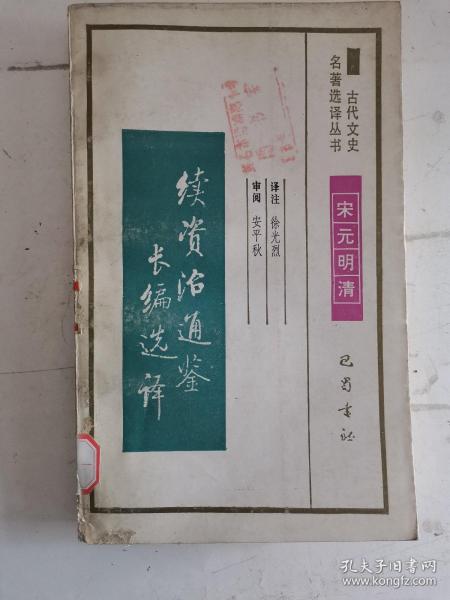 古代文史
名著选译丛书
宋元明清
巴蜀书社
译注 徐光烈
审阅 安平秋
续资治通鉴
长编选译
一
孔夫子旧书网
www.kongfz.com